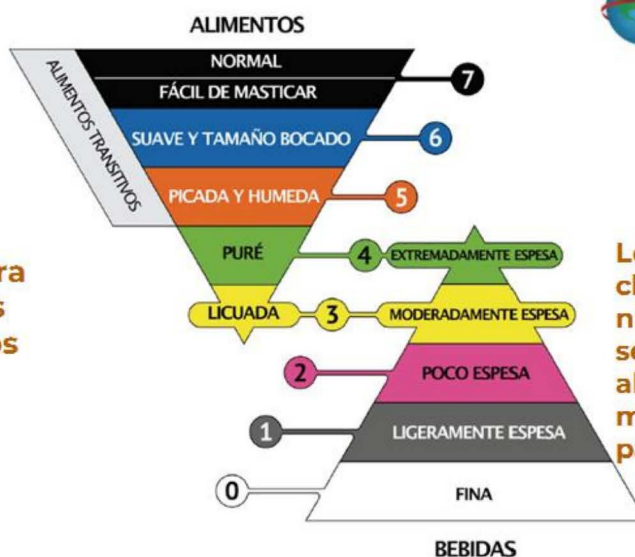 ALIMENTOS
NORMAL
FÁCIL DE MASTICAR
7
ALIMENTOS TRANSITIVOS
SUAVE Y TAMAÑO BOCADO
6
PICADA Y HUMEDA
5
PURÉ
4
EXTREMADAMENTE ESPESA
LICUADA
3
MODERADAMENTE ESPESA
2
POCO ESPESA
1
LIGERAMENTE ESPESA
0
FINA
BEBIDAS